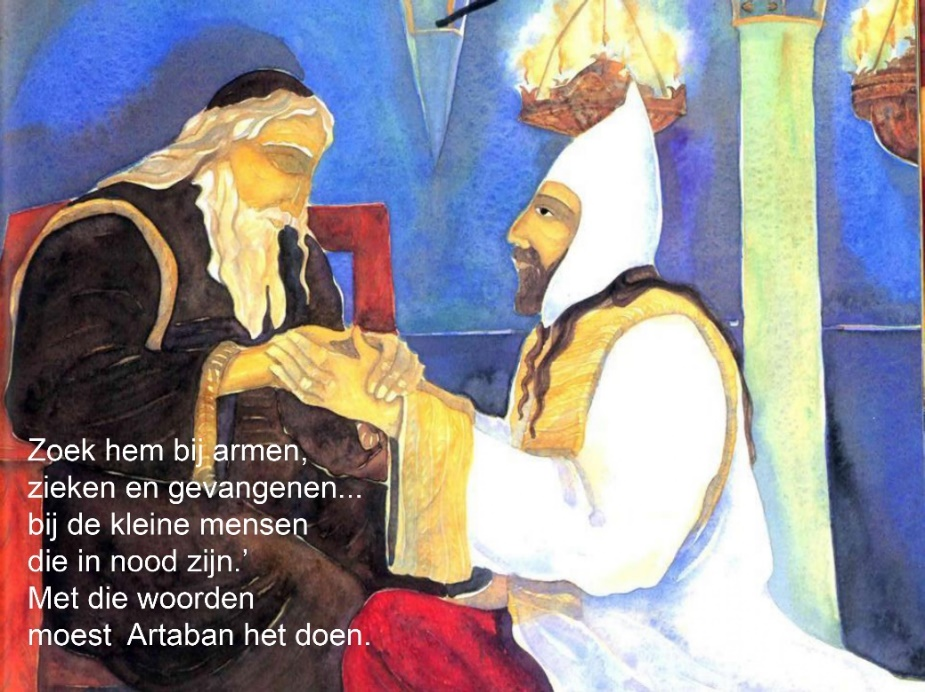 Zoek hem bij armen,
zieken en gevangenen...
bij de kleine mensen
die in nood zijn.’
Met die woorden
moest  Artaban het doen.